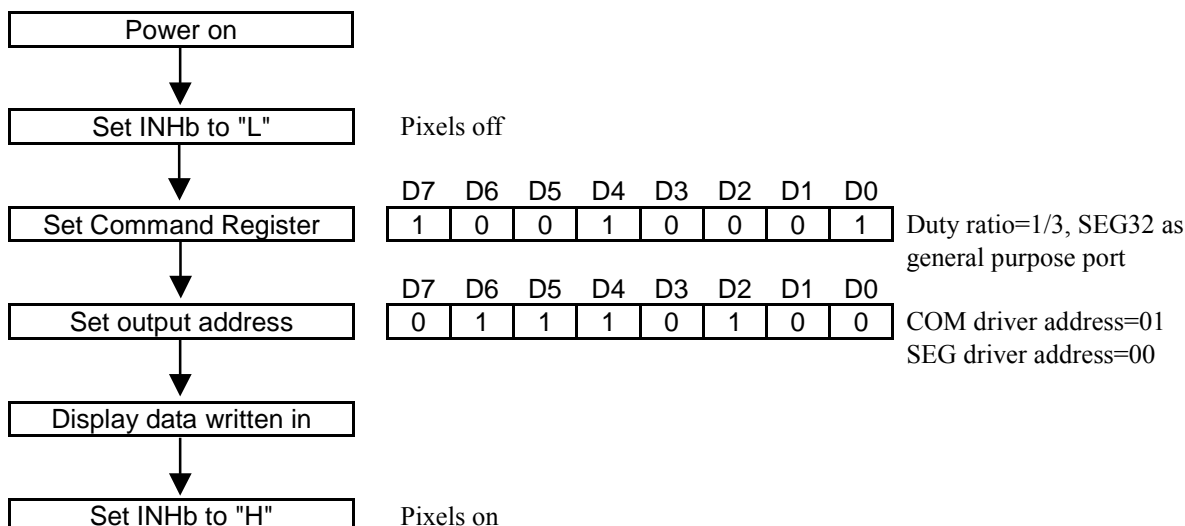 Power on
Set INHb to "L" Pixels off
D7 D6 D5 D4 D3 D2 D1 D0
Set Command Register 1 0 0 1 0 0 0 1 Duty ratio=1/3, SEG32 as
general purpose port
D7 D6 D5 D4 D3 D2 D1 D0
Set output address 0 1 1 1 0 1 0 0 COM driver address=01
SEG driver address=00
Display data written in
Set INHb to "H" Pixels on